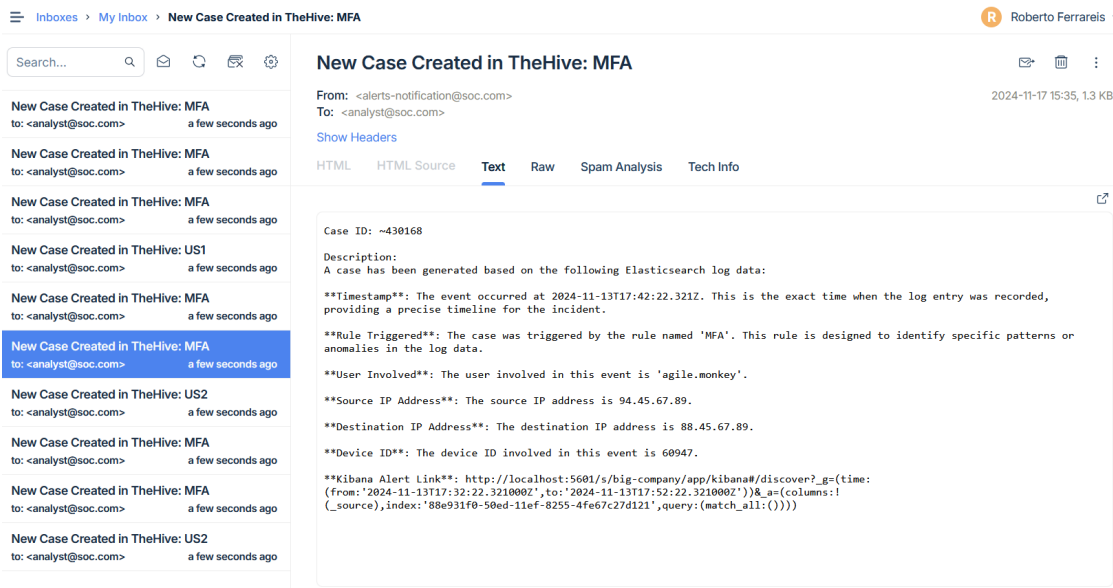 Inboxes › My Inbox › New Case Created in TheHive: MFA
R Roberto Ferrareis
Search...
New Case Created in TheHive: MFA
to: <analyst@soc.com> a few seconds ago
New Case Created in TheHive: MFA
to: <analyst@soc.com> a few seconds ago
New Case Created in TheHive: MFA
to: <analyst@soc.com> a few seconds ago
New Case Created in TheHive: US1
to: <analyst@soc.com> a few seconds ago
New Case Created in TheHive: MFA
to: <analyst@soc.com> a few seconds ago
New Case Created in TheHive: MFA
to: <analyst@soc.com> a few seconds ago
New Case Created in TheHive: US2
to: <analyst@soc.com> a few seconds ago
New Case Created in TheHive: MFA
to: <analyst@soc.com> a few seconds ago
New Case Created in TheHive: MFA
to: <analyst@soc.com> a few seconds ago
New Case Created in TheHive: US2
to: <analyst@soc.com> a few seconds ago
New Case Created in TheHive: MFA
From: <alerts-notification@soc.com>
2024-11-17 15:35, 1.3 KB
To: <analyst@soc.com>
Show Headers
HTML HTML Source Text Raw Spam Analysis Tech Info
Case ID: ~430168
Description:
A case has been generated based on the following Elasticsearch log data:
**Timestamp**: The event occurred at 2024-11-13T17:42:22.321Z. This is the exact time when the log entry was recorded,
providing a precise timeline for the incident.
**Rule Triggered**: The case was triggered by the rule named 'MFA'. This rule is designed to identify specific patterns or
anomalies in the log data.
**User Involved**: The user involved in this event is 'agile.monkey'.
**Source IP Address**: The source IP address is 94.45.67.89.
**Destination IP Address**: The destination IP address is 88.45.67.89.
**Device ID**: The device ID involved in this event is 60947.
**Kibana Alert Link**: http://localhost:5601/s/big-company/app/kibana#/discover?_g=(time:
(from:'2024-11-13T17:32:22.321000Z',to:'2024-11-13T17:52:22.321000Z'))&_a=(columns:!
(_source),index:'88e931f0-50ed-11ef-8255-4fe67c27d121',query:(match_all:())))